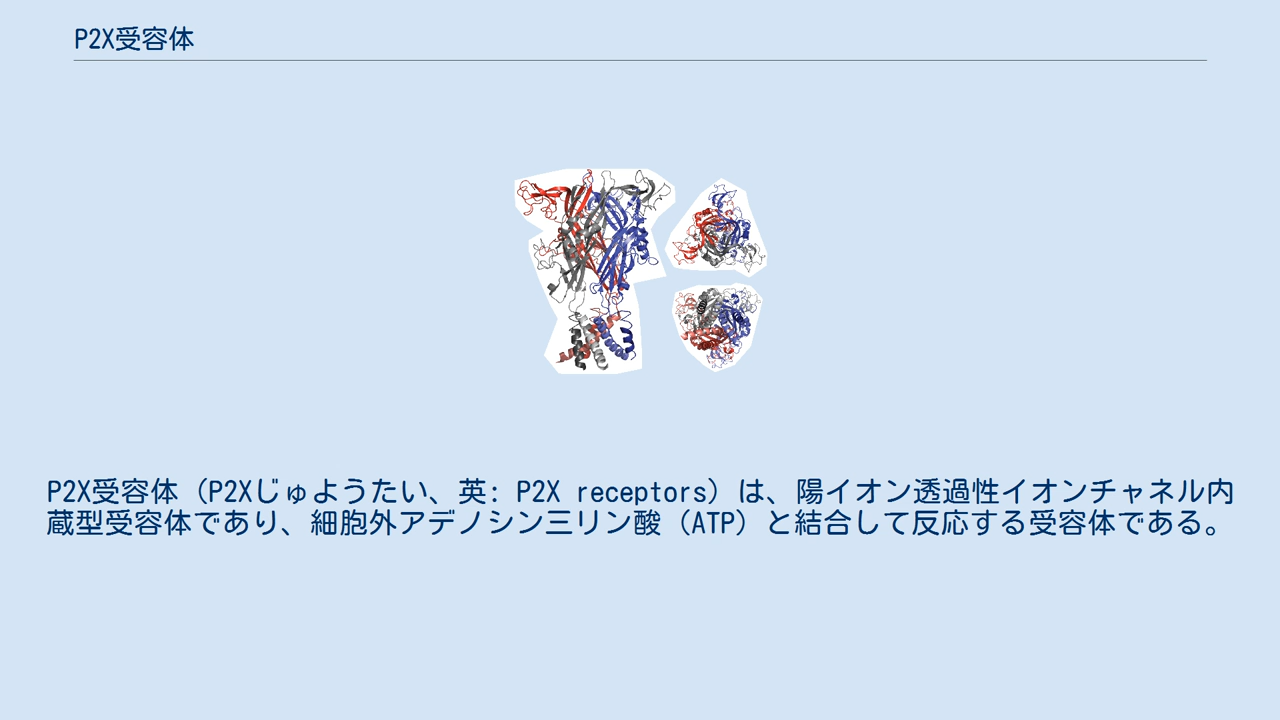 P2X受容体
P2X受容体（P2Xじゅようたい、英: P2X receptors）は、陽イオン透過性イオンチャネル内
蔵型受容体であり、細胞外アデノシン三リン酸（ATP）と結合して反応する受容体である。